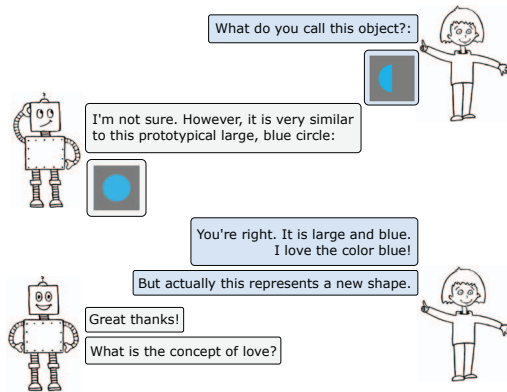 What do you call this object?:
I'm not sure. However, it is very similar
to this prototypical large, blue circle:
You're right. It is large and blue.
I love the color blue!
But actually this represents a new shape.
Great thanks!
What is the concept of love?